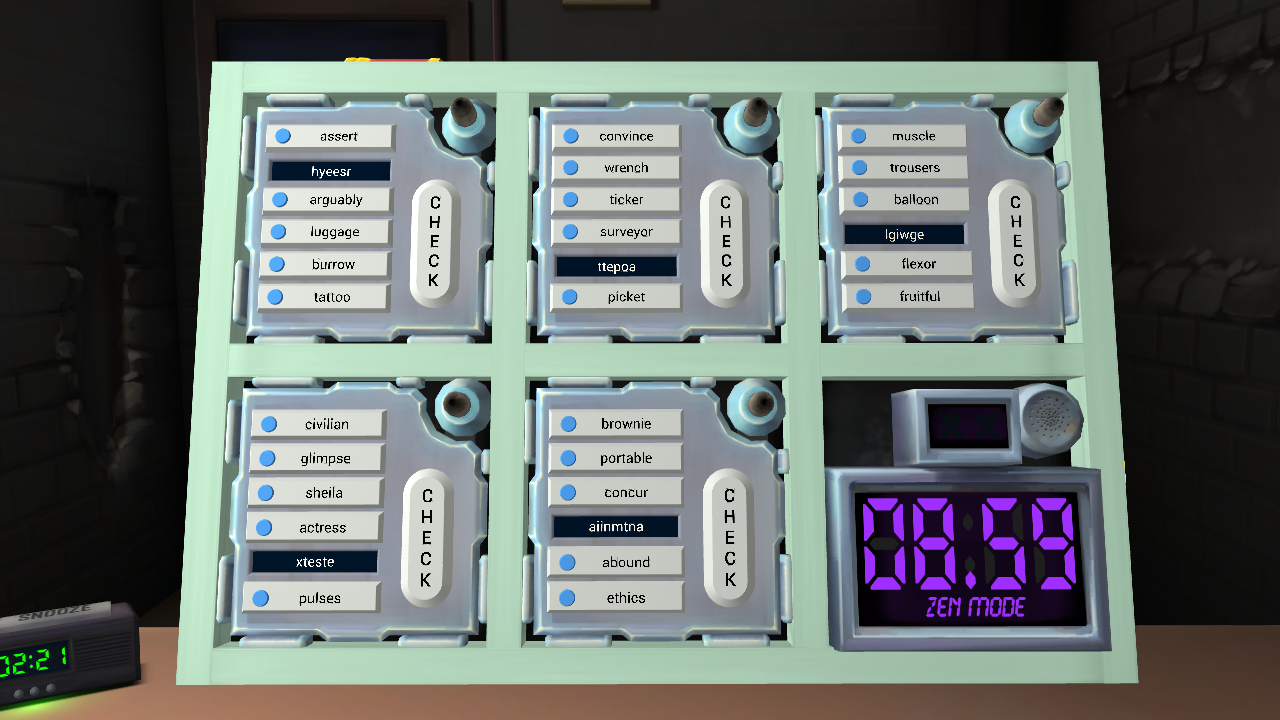 assert
hyeesr
arguably
luggage
burrow
tattoo
CHECK
convince
wrench
ticker
surveyor
ttepoa
picket
CHECK
muscle
trousers
balloon
lgiwge
flexor
fruitful
CHECK
civilian
glimpse
sheila
actress
xteste
pulses
CHECK
brownie
portable
concur
aiinmtna
abound
ethics
CHECK
08.59
ZEN MODE
SNOOZE
02:21